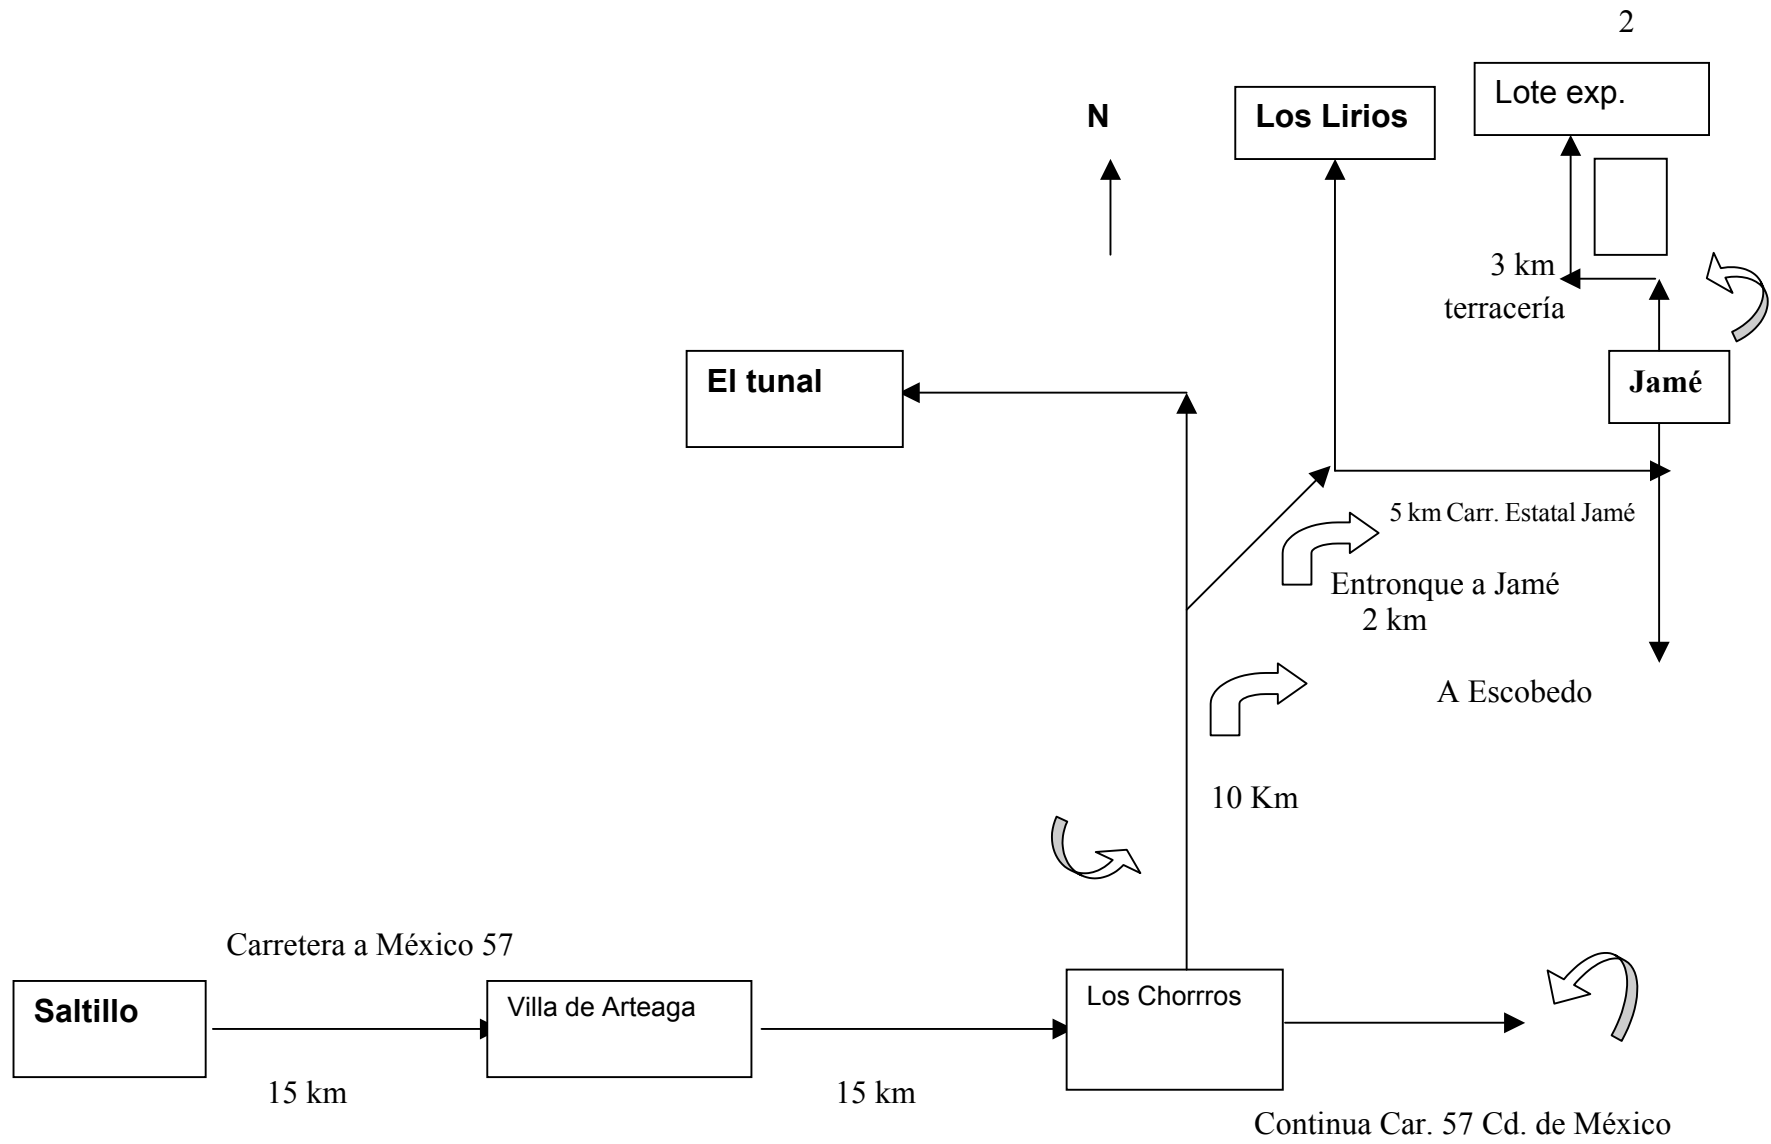 2
Lote exp.
N
Los Lirios
3 km
terracería
El tunal
Jamé
5 km Carr. Estatal Jamé
Entronque a Jamé
2 km
A Escobedo
10 Km
Carretera a México 57
Saltillo
Villa de Arteaga
Los Chorrros
15 km
15 km
Continua Car. 57 Cd. de México